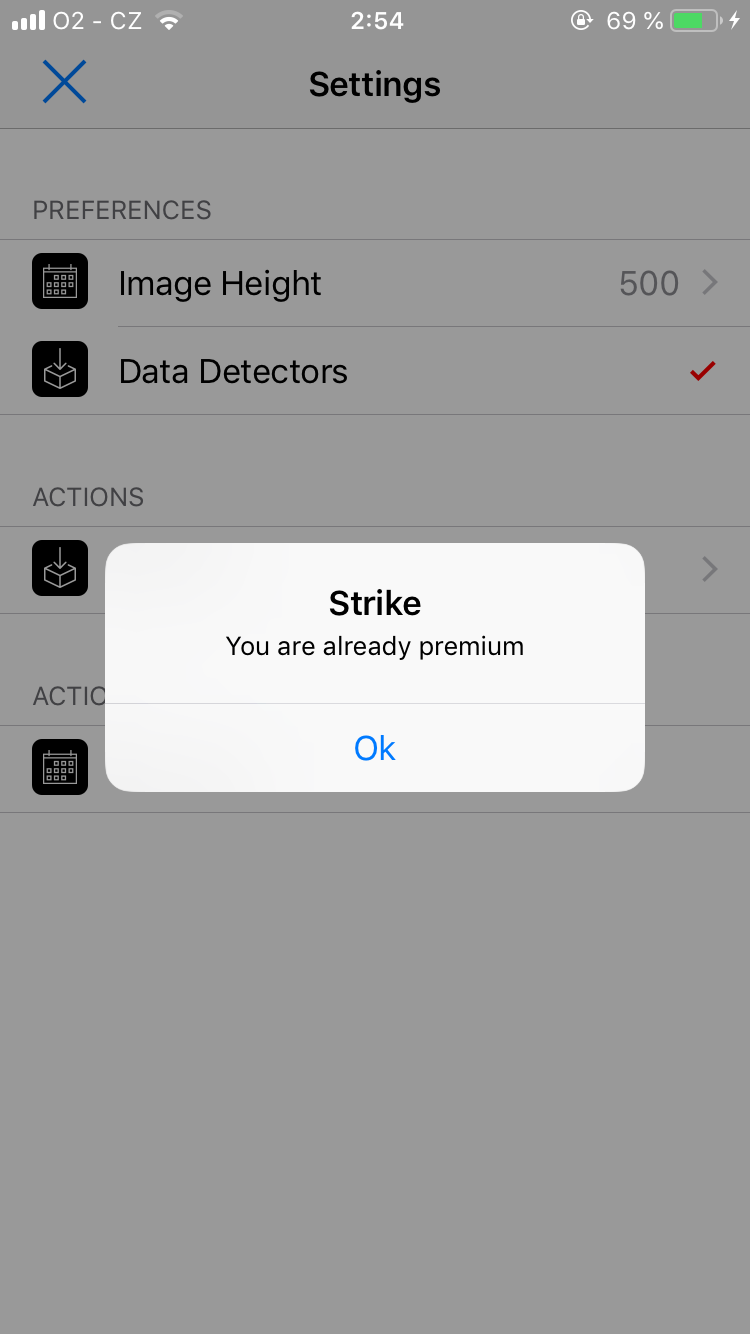 O2 - CZ 2:54 69 %
Settings
PREFERENCES
Image Height 500
Data Detectors
ACTIONS
Strike
You are already premium
Ok